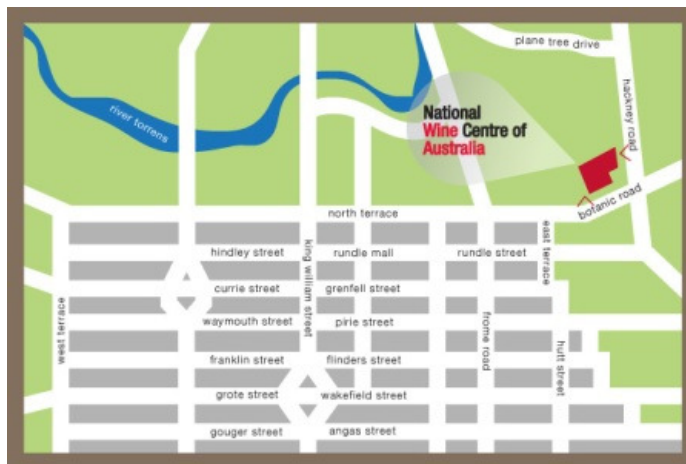 plane tree drive
hackney road
river torrens
National
Wine Centre of
Australia
botanic road
north terrace
east terrace
king william street
hindley street
rundle mall
rundle street
currie street
grenfell street
west terrace
waymouth street
pirie street
frome road
hutt street
franklin street
flinders street
grote street
wakefield street
gouger street
angas street